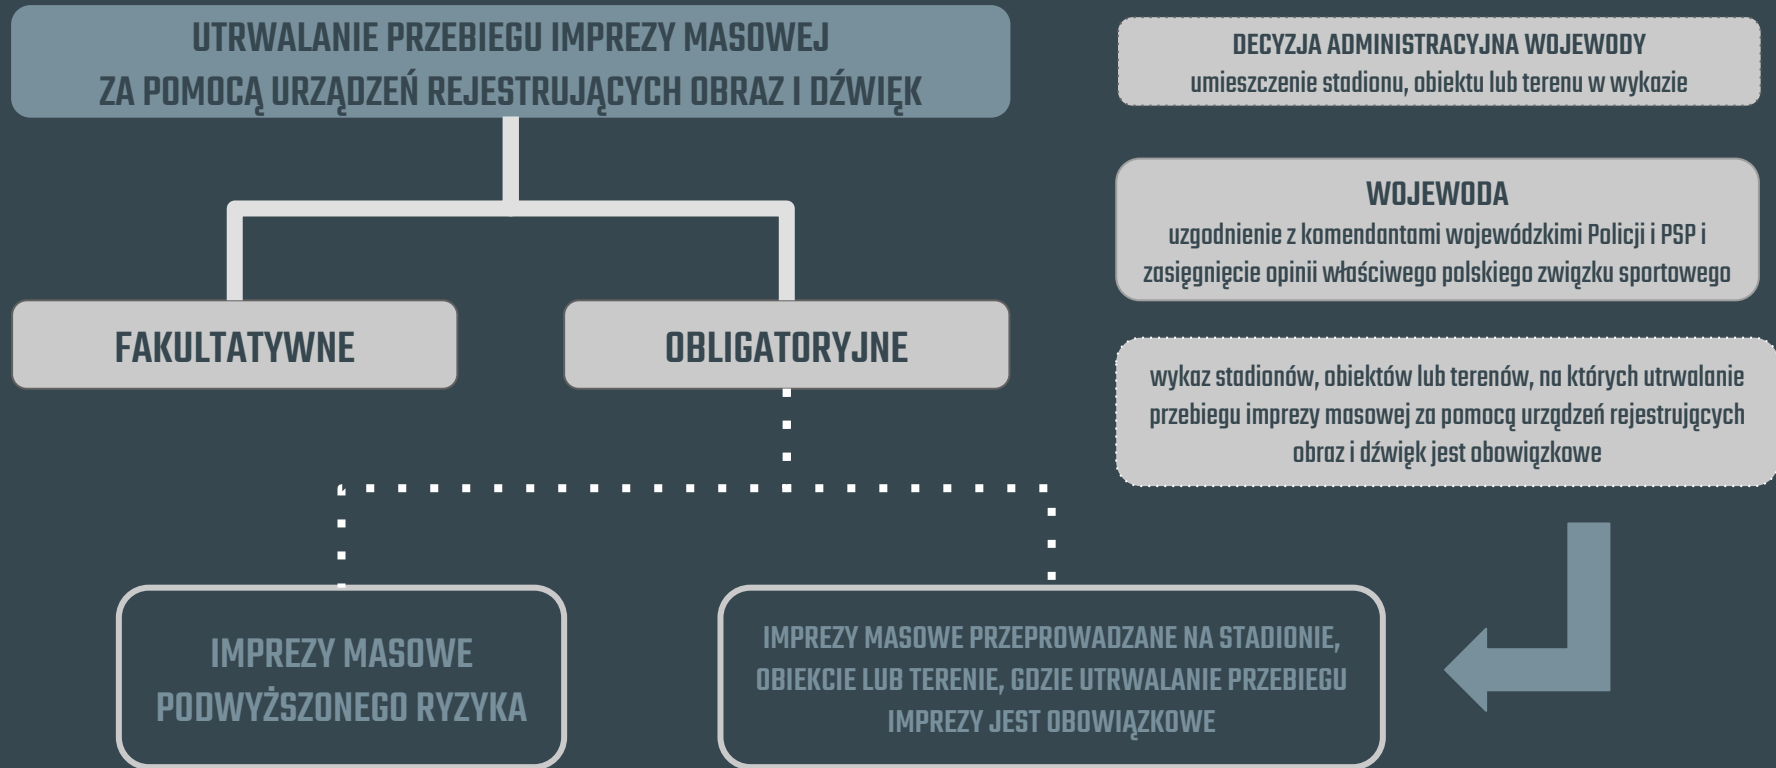 UTRWALANIE PRZEBIEGU IMPREZY MASOWEJ
ZA POMOCĄ URZĄDZEŃ REJESTRUJĄCYCH OBRAZ I DŹWIĘK
FAKULTATYWNE
OBLIGATORYJNE
IMPREZY MASOWE
PODWYŻSZONEGO RYZYKA
IMPREZY MASOWE PRZEPROWADZANE NA STADIONIE,
OBIEKCIE LUB TERENIE, GDZIE UTRWALANIE PRZEBIEGU
IMPREZY JEST OBOWIĄZKOWE
DECYZJA ADMINISTRACYJNA WOJEWODY
umieszczenie stadionu, obiektu lub terenu w wykazie
WOJEWODA
uzgodnienie z komendantami wojewódzkimi Policji i PSP i
zasięgnięcie opinii właściwego polskiego związku sportowego
wykaz stadionów, obiektów lub terenów, na których utrwalanie
przebiegu imprezy masowej za pomocą urządzeń rejestrujących
obraz i dźwięk jest obowiązkowe